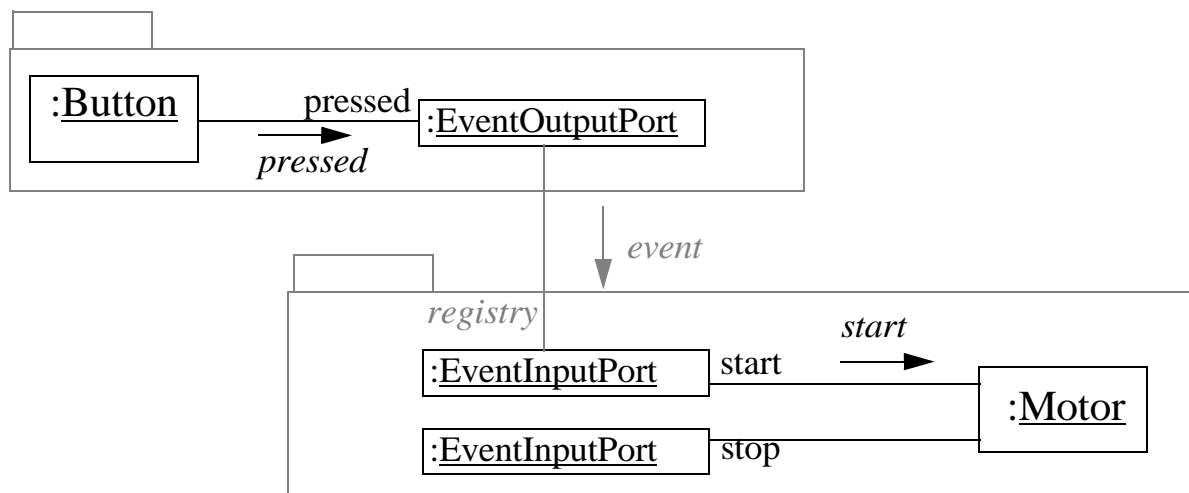 :Button
pressed
:EventOutputPort
pressed
event
registry
start
:EventInputPort
start
:Motor
:EventInputPort
stop